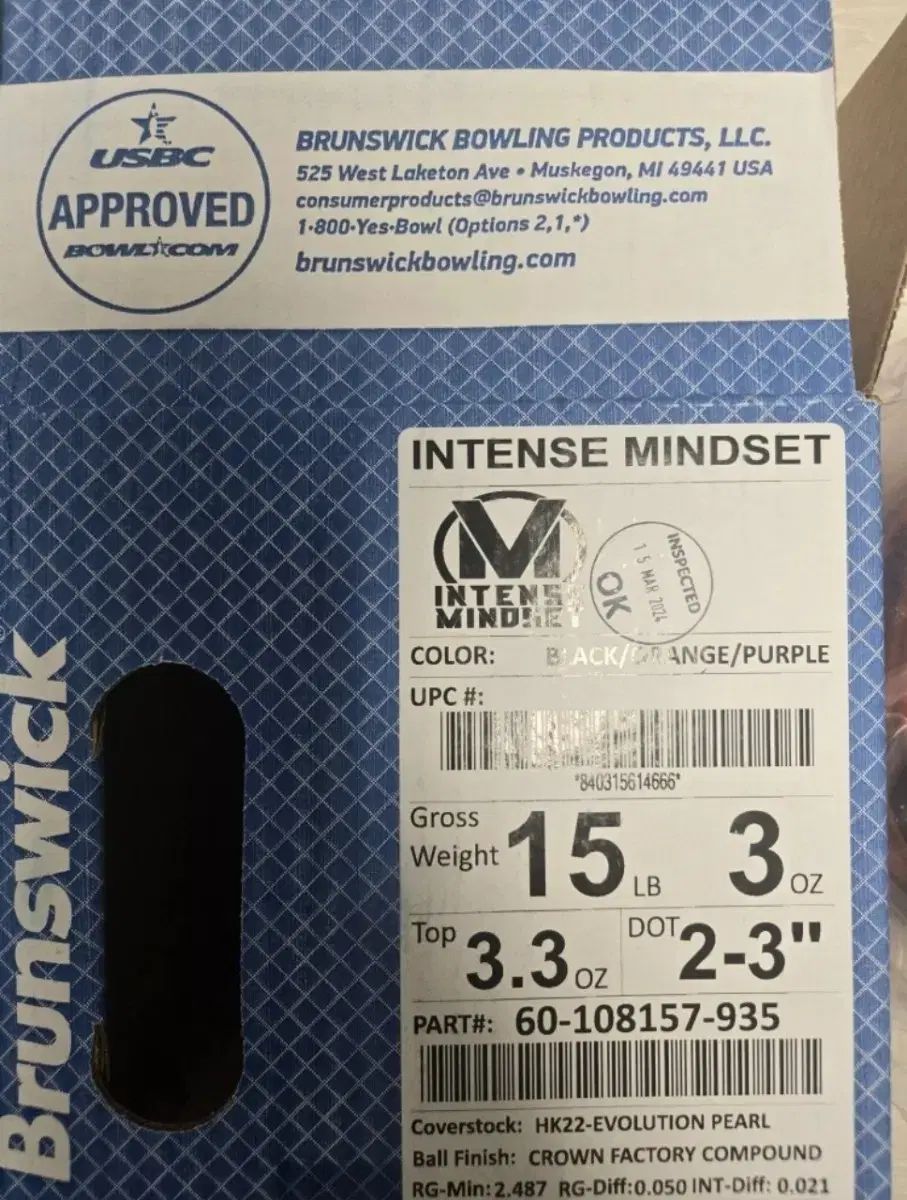 USBC
APPROVED
BOWL.COM
BRUNSWICK BOWLING PRODUCTS, LLC.
525 West Laketon Ave • Muskegon, MI 49441 USA
consumerproducts@brunswickbowling.com
1-800-Yes-Bowl (Options 2,1,*)
brunswickbowling.com
Brunswick
INTENSE MINDSET
M
INTENSE
MINDSET
INSPECTED
15 MAR 2024
OK
COLOR: BLACK/ORANGE/PURPLE
UPC #:
*840315614666*
Gross
Weight 15 LB 3 OZ
Top 3.3 OZ DOT 2-3"
PART#: 60-108157-935
Coverstock: HK22-EVOLUTION PEARL
Ball Finish: CROWN FACTORY COMPOUND
RG-Min: 2.487 RG-Diff:0.050 INT-Diff: 0.021